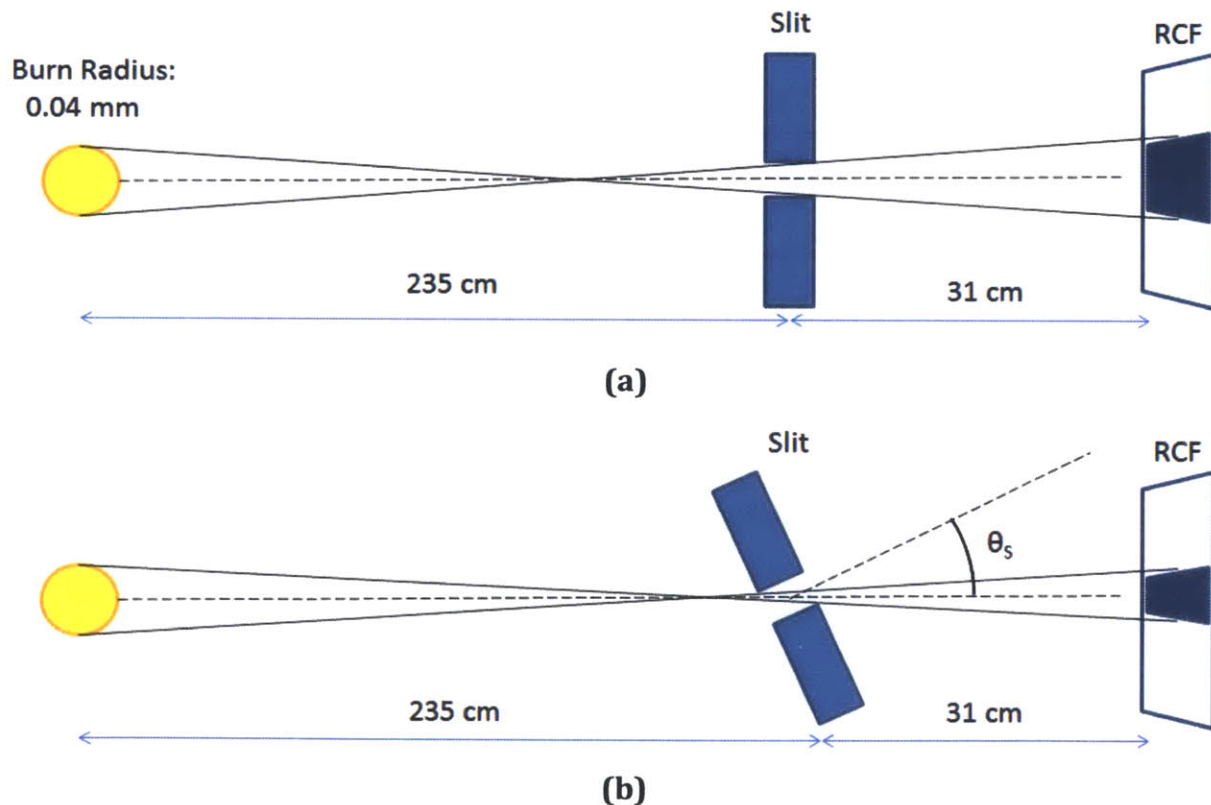 Slit
RCF
Burn Radius:
0.04 mm
235 cm
31 cm
(a)
Slit
RCF
θs
235 cm
31 cm
(b)